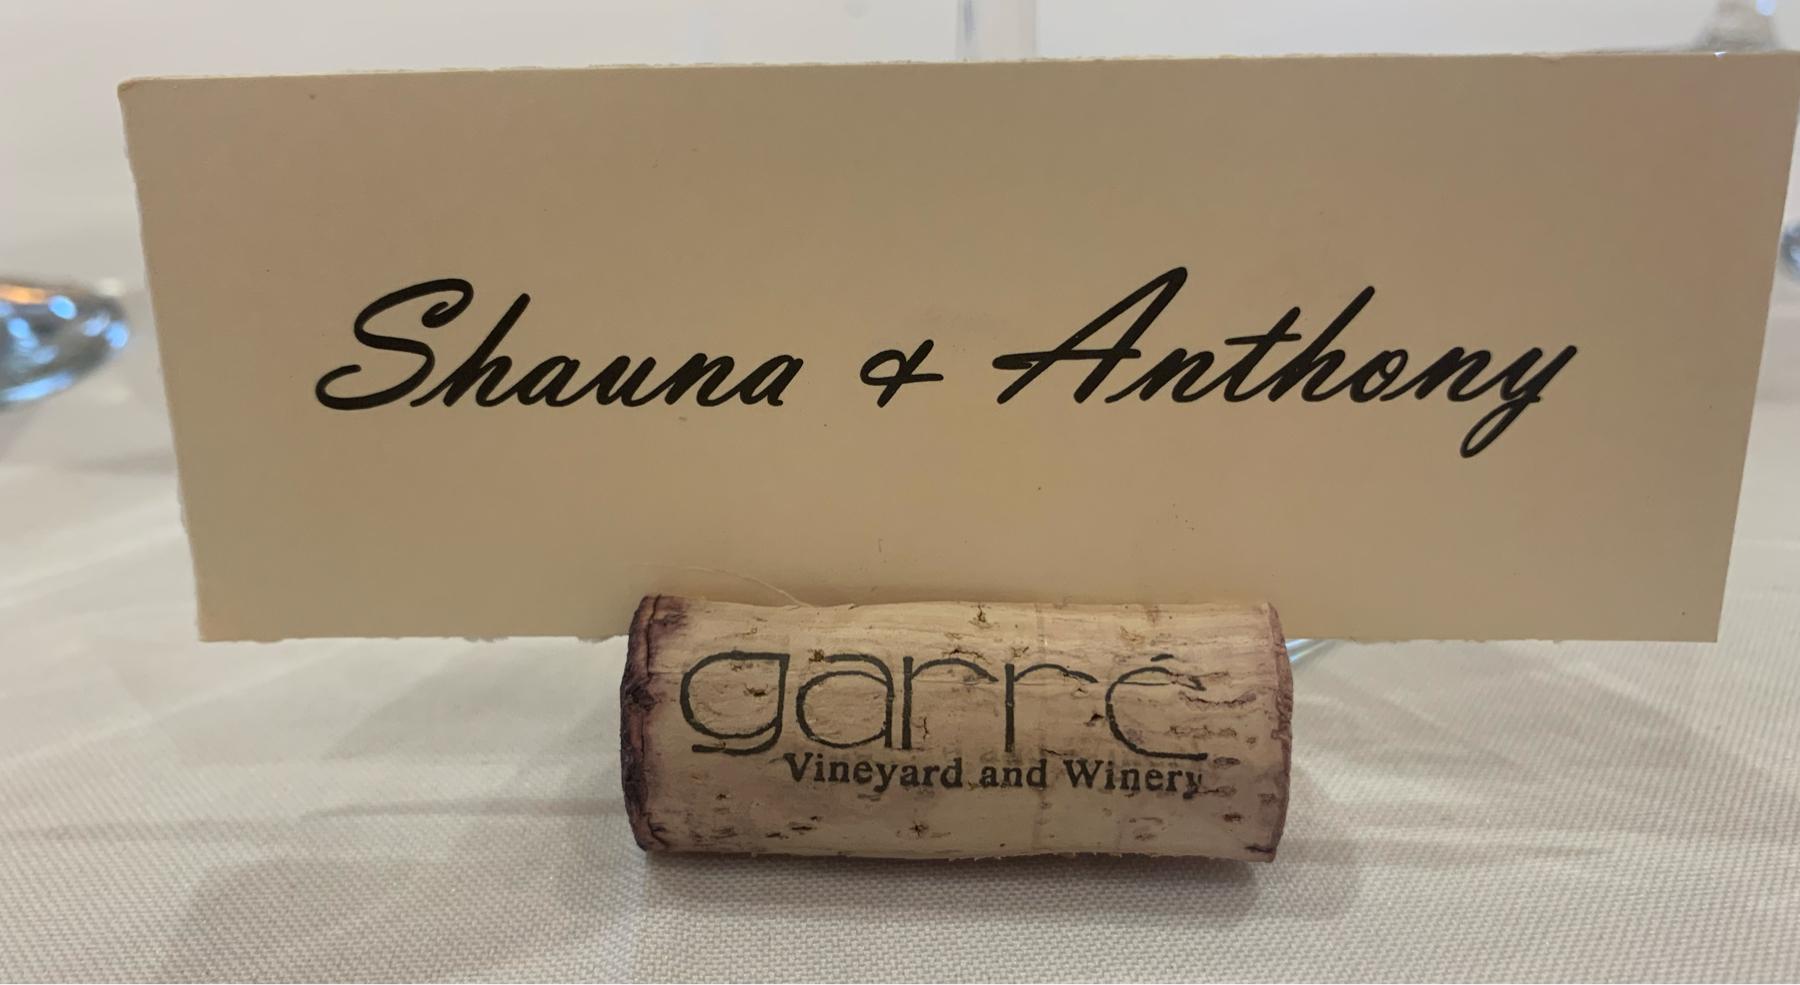 Shauna & Anthony
garré
Vineyard and Winery